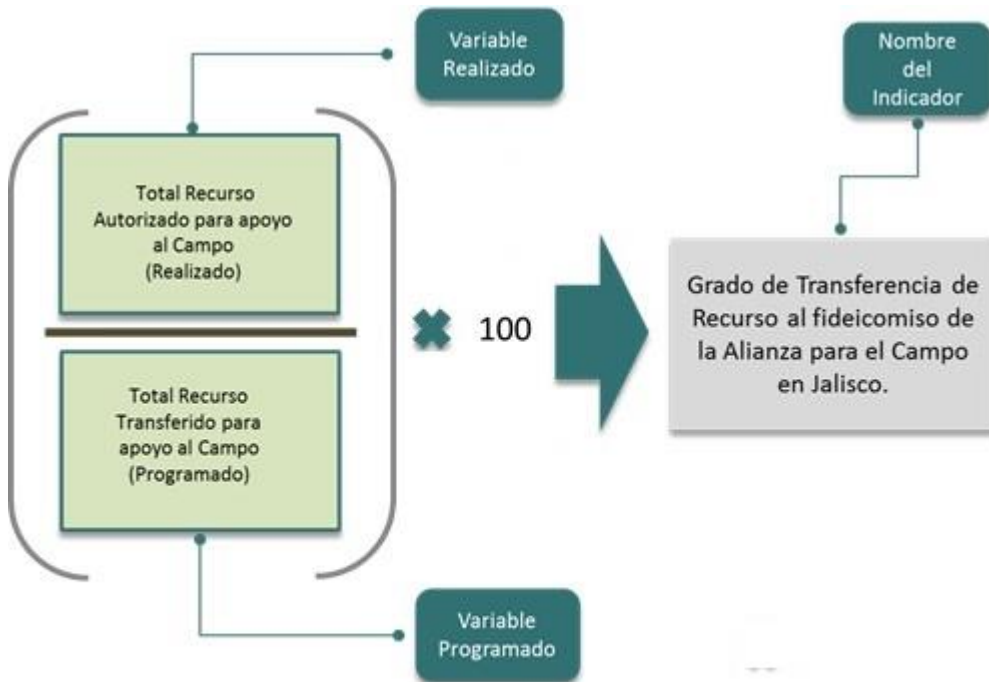 Variable
Realizado
Nombre
del
Indicador
Total Recurso
Autorizado para apoyo
al Campo
(Realizado)
100
Grado de Transferencia de
Recurso al fideicomiso de
la Alianza para el Campo
en Jalisco.
Total Recurso
Transferido para
apoyo al Campo
(Programado)
Variable
Programado